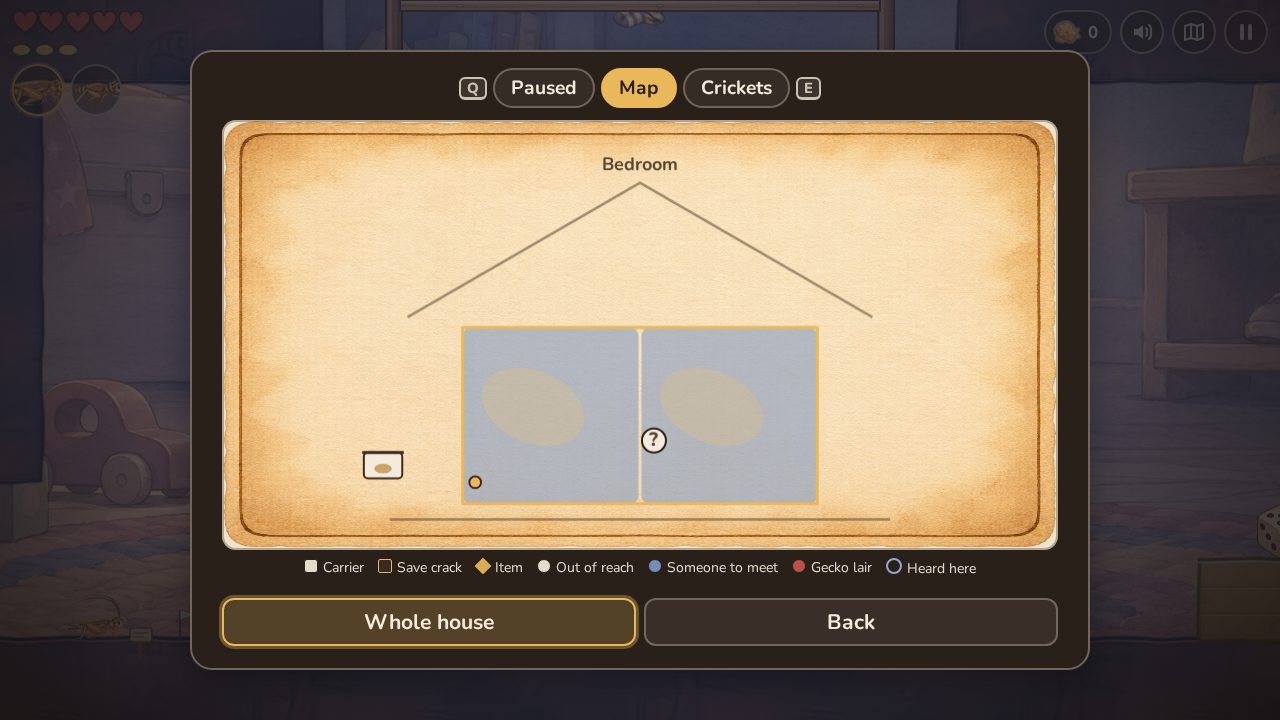 0
Q Paused Map Crickets E
Bedroom
?
Carrier Save crack Item Out of reach Someone to meet Gecko lair Heard here
Whole house Back